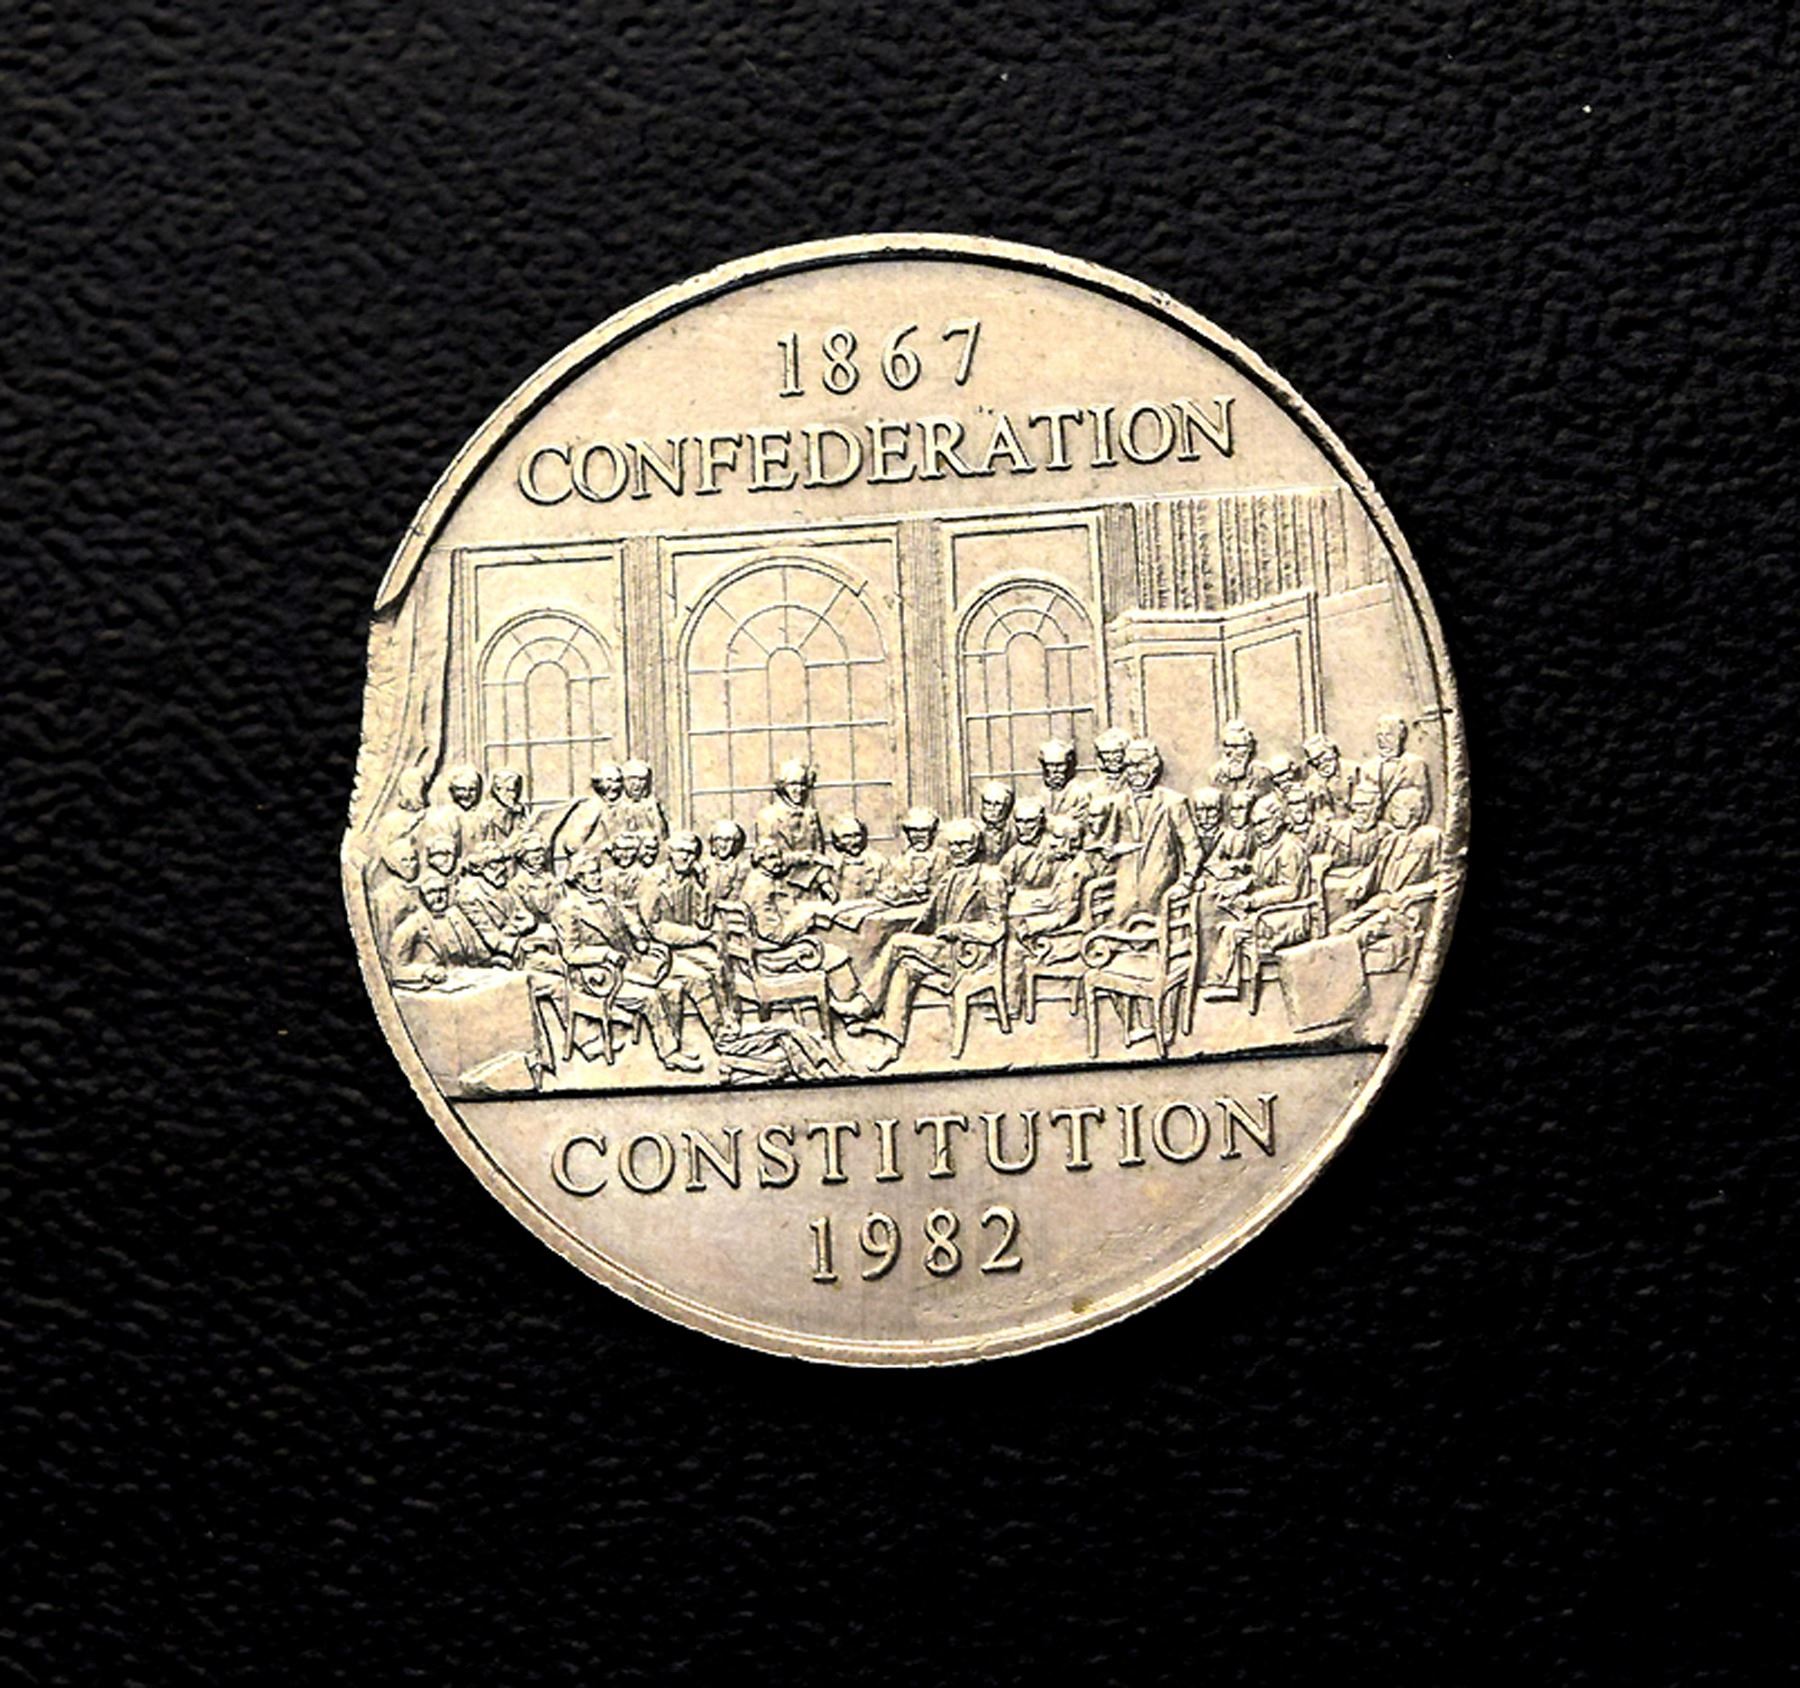 1867
CONFEDERATION
CONSTITUTION
1982